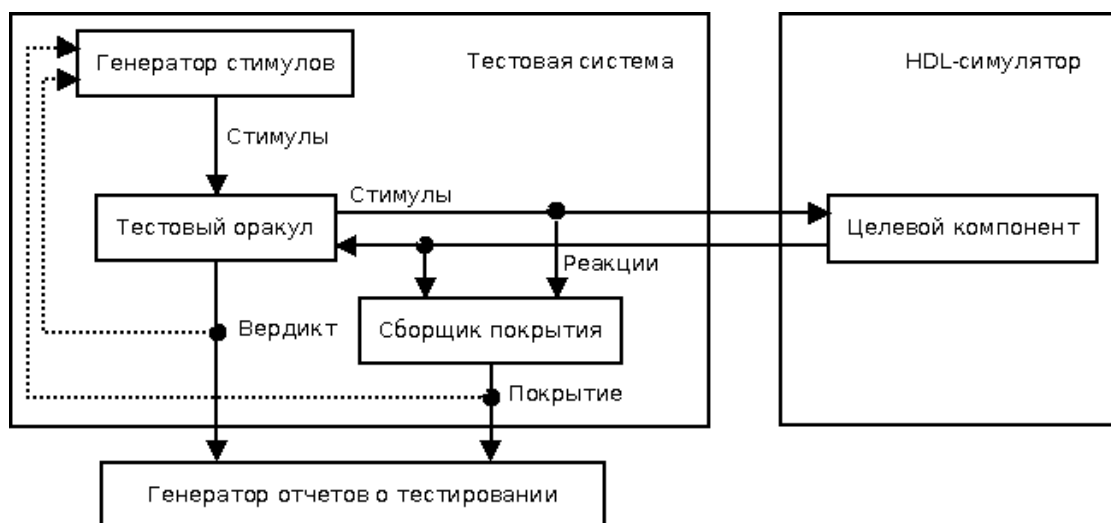 Генератор стимулов
Тестовая система
HDL-симулятор
Стимулы
Стимулы
Тестовый оракул
Целевой компонент
Реакции
Вердикт
Сборщик покрытия
Покрытие
Генератор отчетов о тестировании